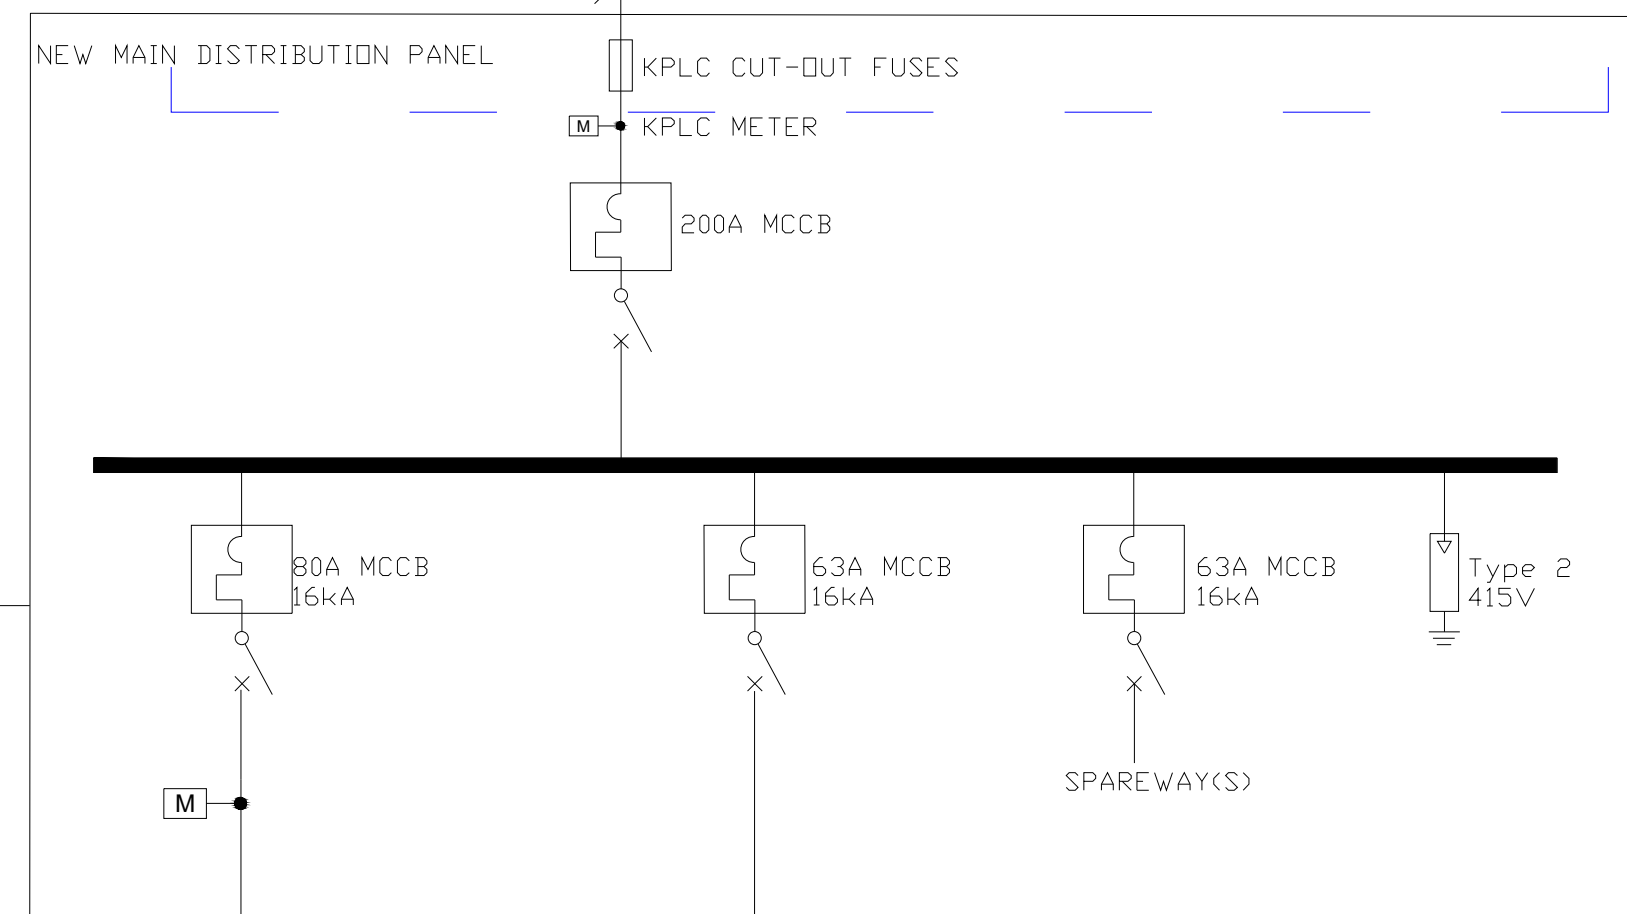 NEW MAIN DISTRIBUTION PANEL
KPLC CUT-OUT FUSES
M
KPLC METER
200A MCCB
80A MCCB
16kA
63A MCCB
16kA
63A MCCB
16kA
Type 2
415V
SPAREWAY(S)
M